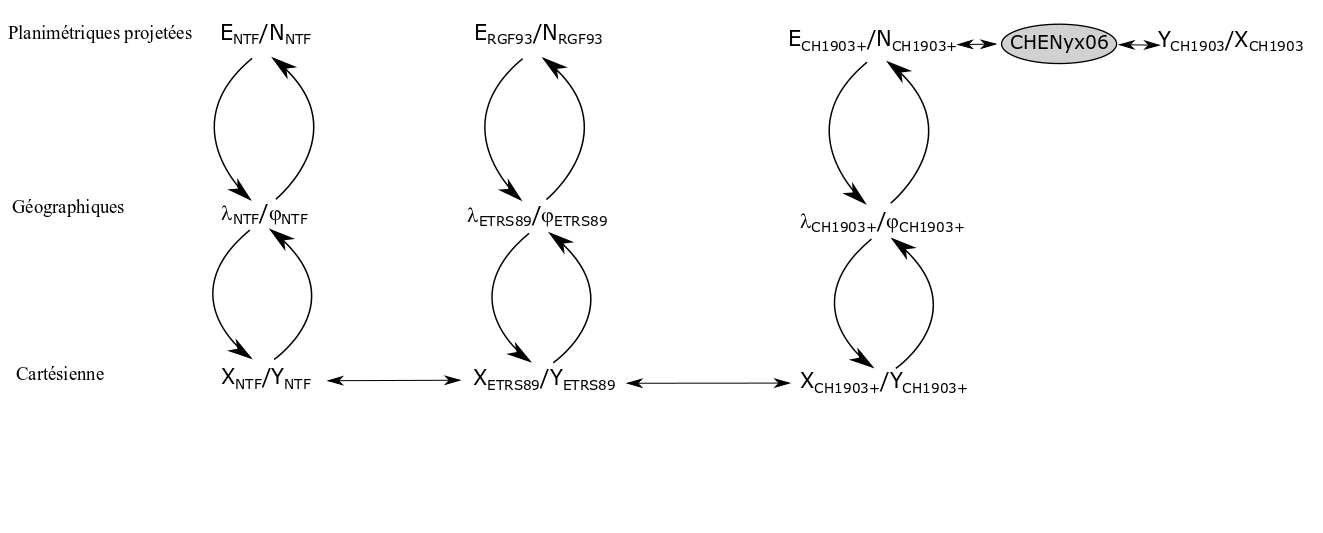 Planimétriques projetées E_NTF/N_NTF E_RGF93/N_RGF93 E_CH1903+/N_CH1903+ CHENyx06 Y_CH1903/X_CH1903
Géographiques λ_NTF/φ_NTF λ_ETRS89/φ_ETRS89 λ_CH1903+/φ_CH1903+
Cartésienne X_NTF/Y_NTF X_ETRS89/Y_ETRS89 X_CH1903+/Y_CH1903+